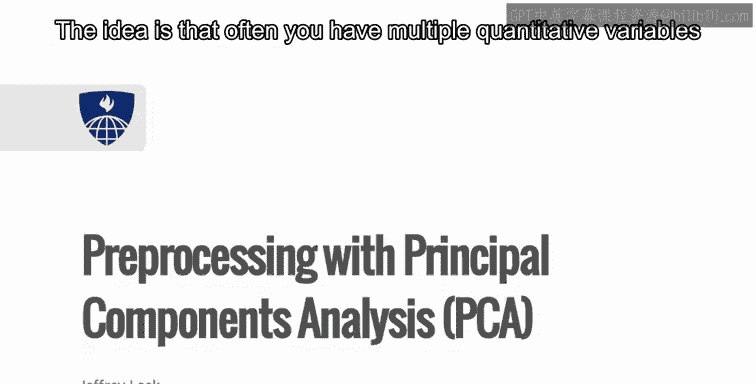 The idea is that often you have multiple quantitative variables
Preprocessing with Principal
Components Analysis (PCA)